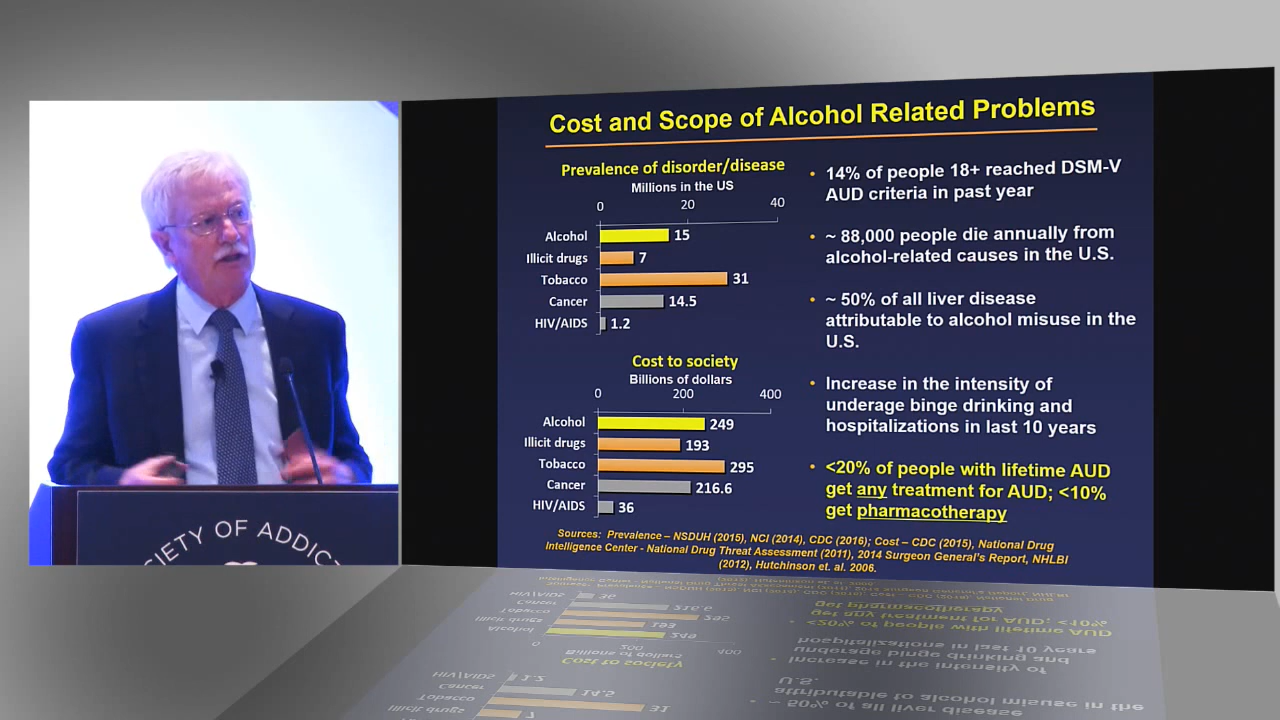 Cost and Scope of Alcohol Related Problems
Prevalence of disorder/disease
Millions in the US
0 20 40
Alcohol 15
Illicit drugs 7
Tobacco 31
Cancer 14.5
HIV/AIDS 1.2
Cost to society
Billions of dollars
0 200 400
Alcohol 249
Illicit drugs 193
Tobacco 295
Cancer 216.6
HIV/AIDS 36
• 14% of people 18+ reached DSM-V
AUD criteria in past year
• ~ 88,000 people die annually from
alcohol-related causes in the U.S.
• ~ 50% of all liver disease
attributable to alcohol misuse in the
U.S.
• Increase in the intensity of
underage binge drinking and
hospitalizations in last 10 years
• <20% of people with lifetime AUD
get any treatment for AUD; <10%
get pharmacotherapy
Sources: Prevalence – NSDUH (2015), NCI (2014), CDC (2016); Cost – CDC (2015), National Drug
Intelligence Center - National Drug Threat Assessment (2011), 2014 Surgeon General's Report, NHLBI
(2012), Hutchinson et. al. 2006.
CIETY OF ADDIC